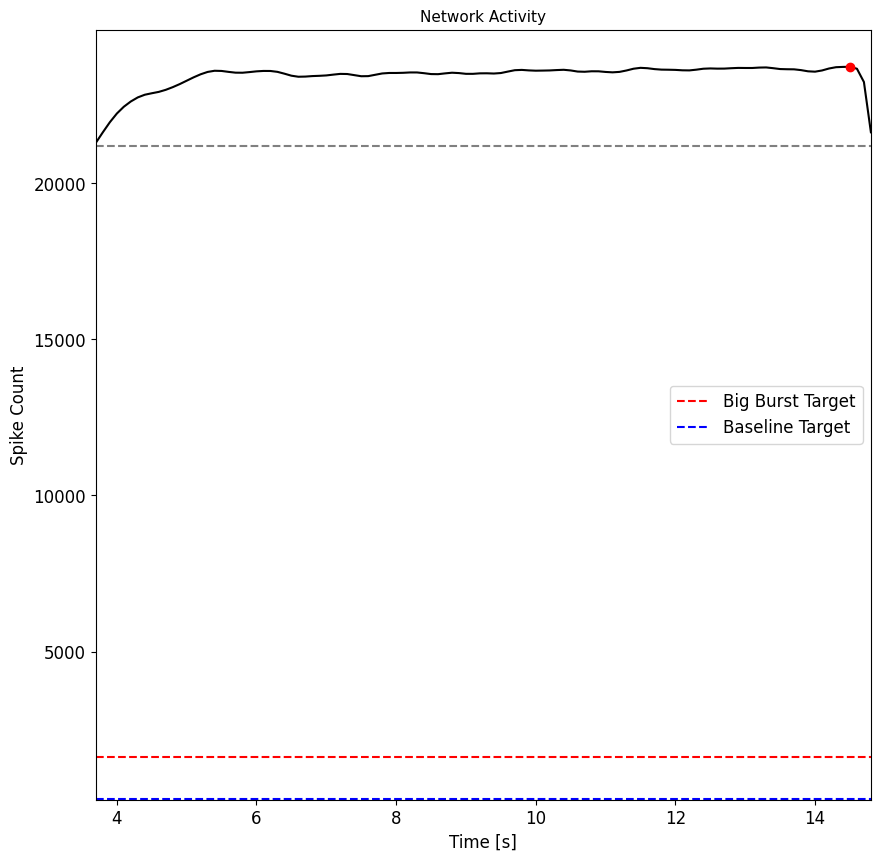 Network Activity
Spike Count
20000
15000
10000
5000
Big Burst Target
Baseline Target
4 6 8 10 12 14
Time [s]